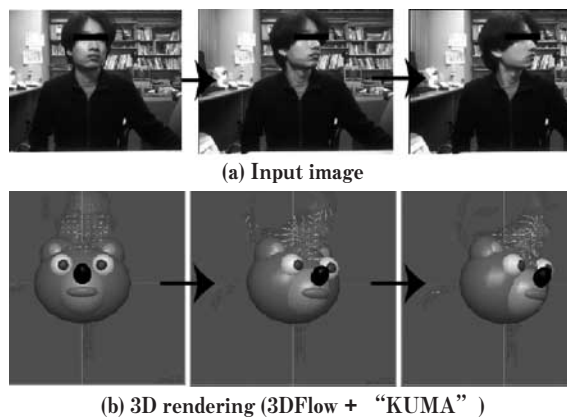 (a) Input image
(b) 3D rendering (3DFlow + “KUMA”)